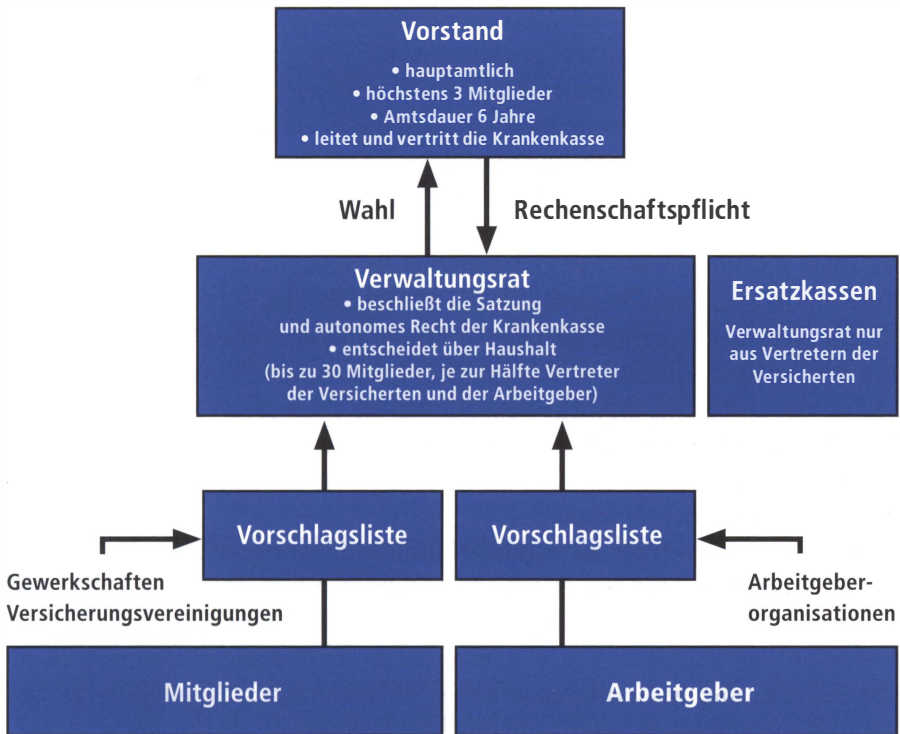 Vorstand
• hauptamtlich
• höchstens 3 Mitglieder
• Amtsdauer 6 Jahre
• leitet und vertritt die Krankenkasse
Wahl
Rechenschaftspflicht
Verwaltungsrat
• beschließt die Satzung
und autonomes Recht der Krankenkasse
• entscheidet über Haushalt
(bis zu 30 Mitglieder, je zur Hälfte Vertreter
der Versicherten und der Arbeitgeber)
Ersatzkassen
Verwaltungsrat nur
aus Vertretern der
Versicherten
Vorschlagsliste
Vorschlagsliste
Gewerkschaften
Versicherungsvereinigungen
Arbeitgeber-
organisationen
Mitglieder
Arbeitgeber